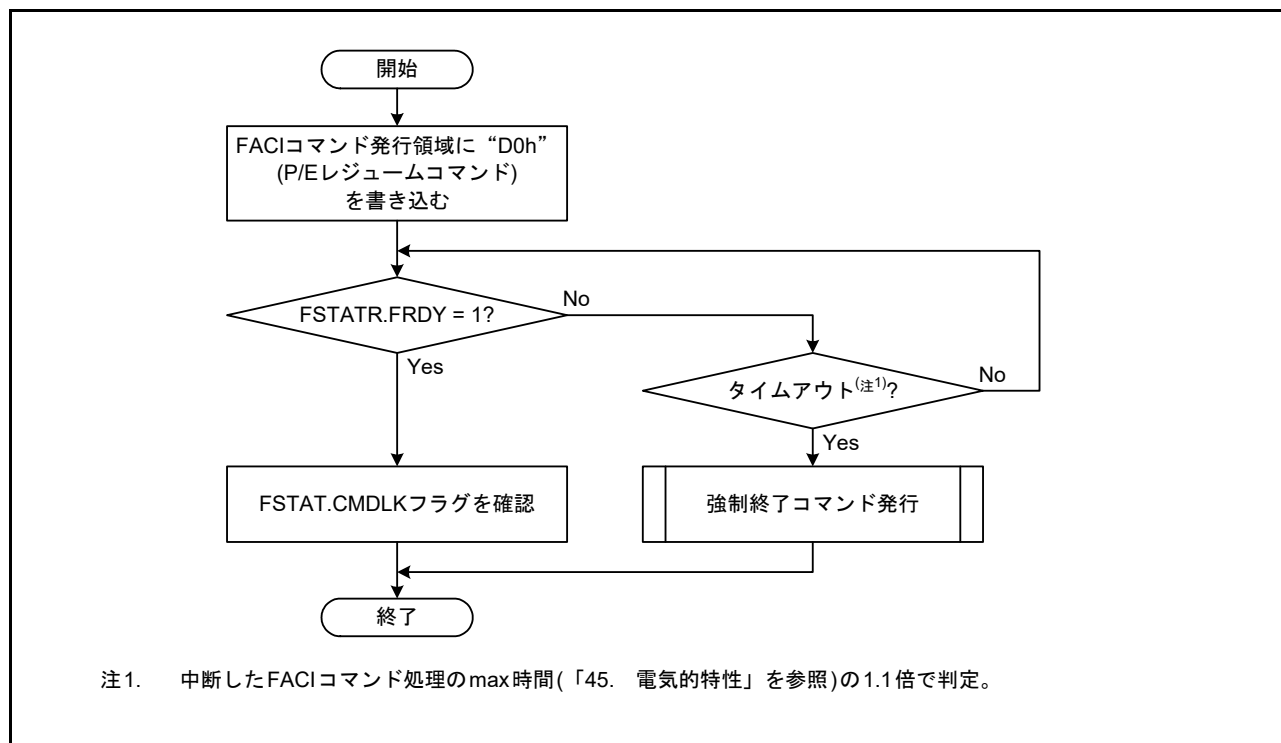 開始
FACIコマンド発行領域に“D0h”
(P/Eレジュームコマンド)
を書き込む
FSTATR.FRDY = 1?
No
Yes
タイムアウト(注1)?
No
Yes
FSTAT.CMDLKフラグを確認
強制終了コマンド発行
終了
注1. 中断したFACIコマンド処理のmax時間(「45. 電気的特性」を参照)の1.1倍で判定。